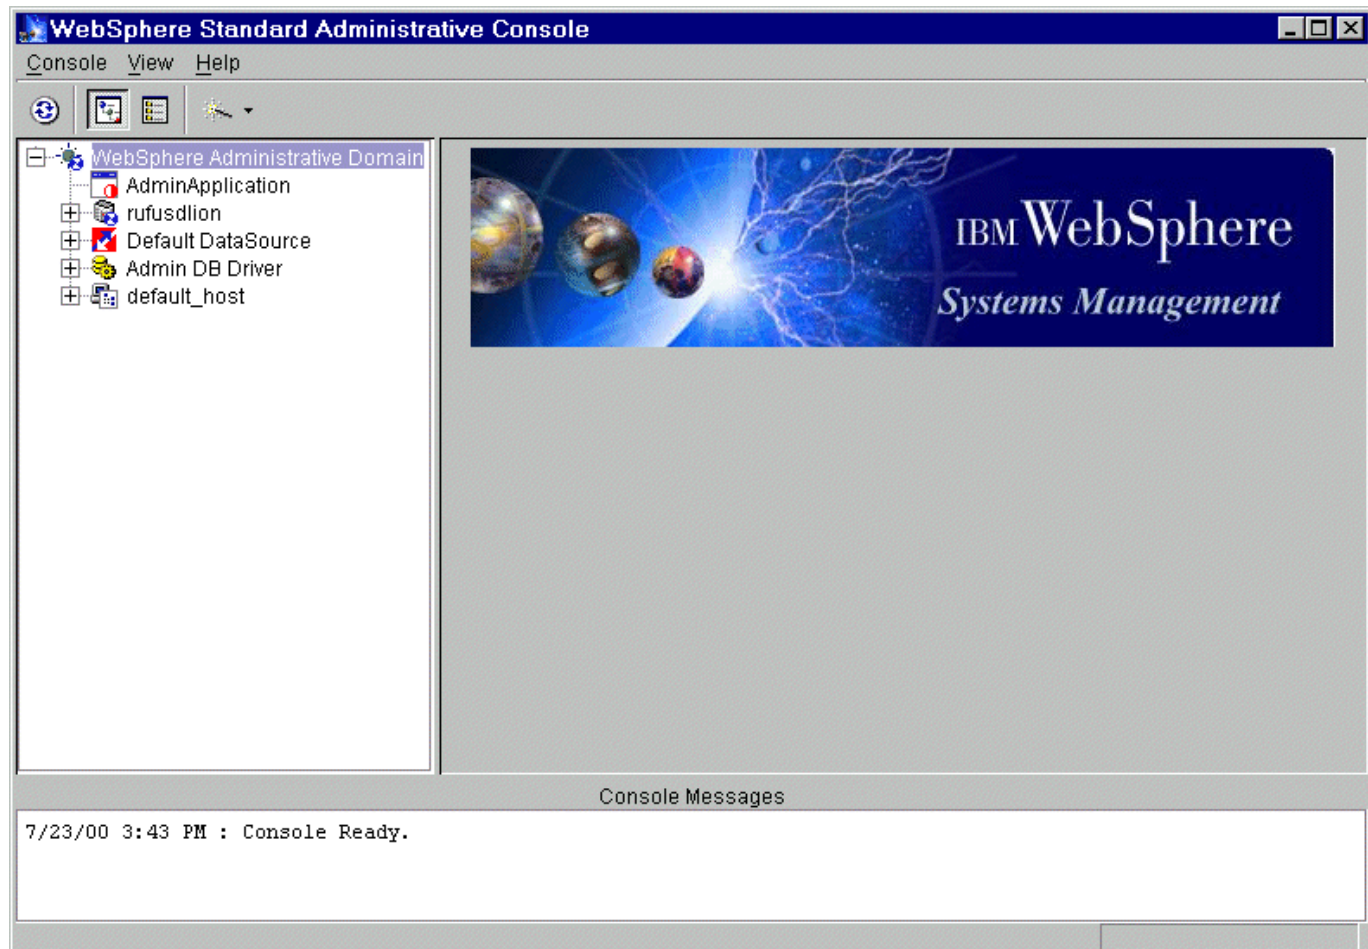 WebSphere Standard Administrative Console
Console View Help
WebSphere Administrative Domain
AdminApplication
rufusdlion
Default DataSource
Admin DB Driver
default_host
IBM WebSphere
Systems Management
Console Messages
7/23/00 3:43 PM : Console Ready.